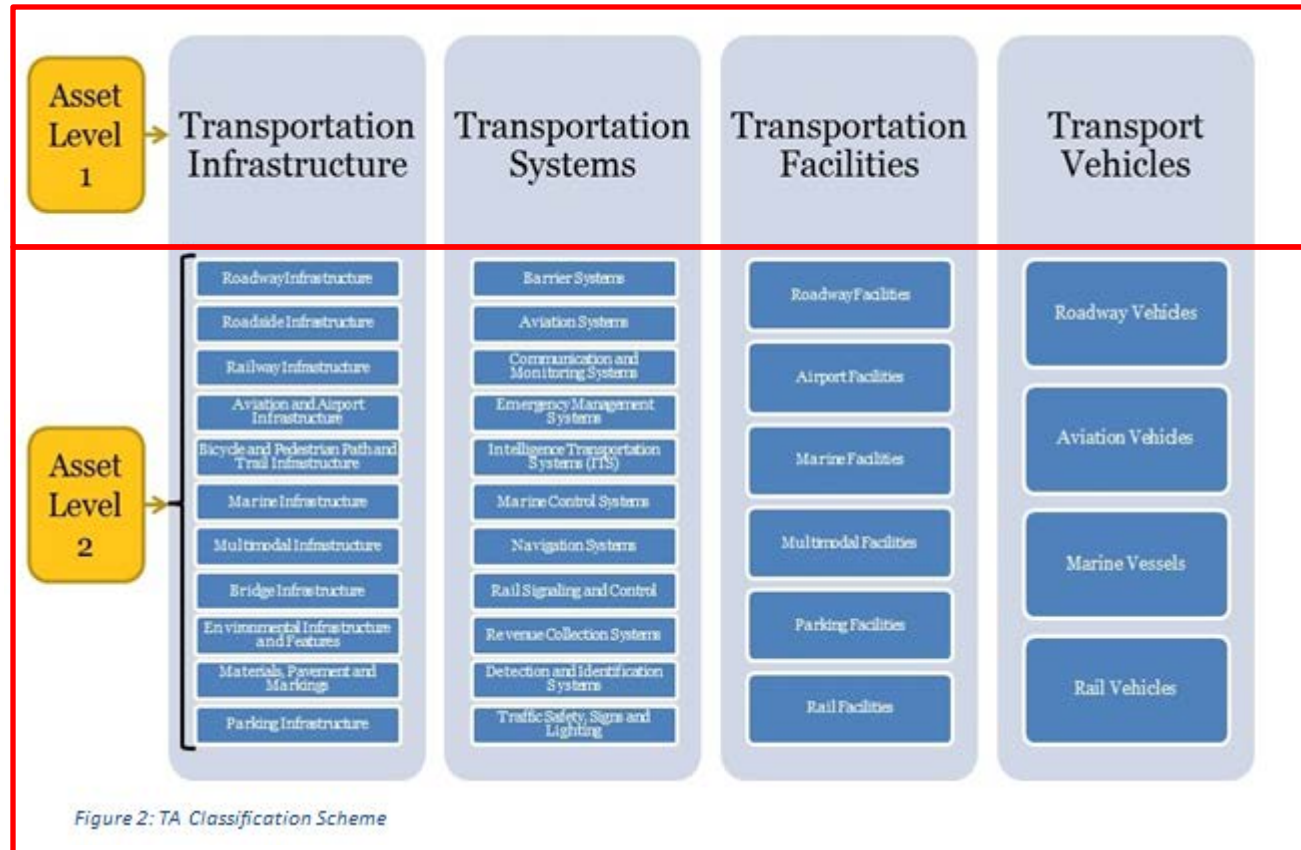 Asset
Level
1
Transportation
Infrastructure
Transportation
Systems
Transportation
Facilities
Transport
Vehicles
Asset
Level
2
Roadway Infrastructure
Roadside Infrastructure
Railway Infrastructure
Aviation and Airport
Infrastructure
Bicycle and Pedestrian Path and
Trail Infrastructure
Marine Infrastructure
Multimodal Infrastructure
Bridge Infrastructure
Environmental Infrastructure
and Features
Materials, Pavement and
Markings
Parking Infrastructure
Barrier Systems
Aviation Systems
Communication and
Monitoring Systems
Emergency Management
Systems
Intelligence Transportation
Systems (ITS)
Marine Control Systems
Navigation Systems
Rail Signaling and Control
Revenue Collection Systems
Detection and Identification
Systems
Traffic Safety, Signs and
Lighting
Roadway Facilities
Airport Facilities
Marine Facilities
Multimodal Facilities
Parking Facilities
Rail Facilities
Roadway Vehicles
Aviation Vehicles
Marine Vessels
Rail Vehicles
Figure 2: TA Classification Scheme